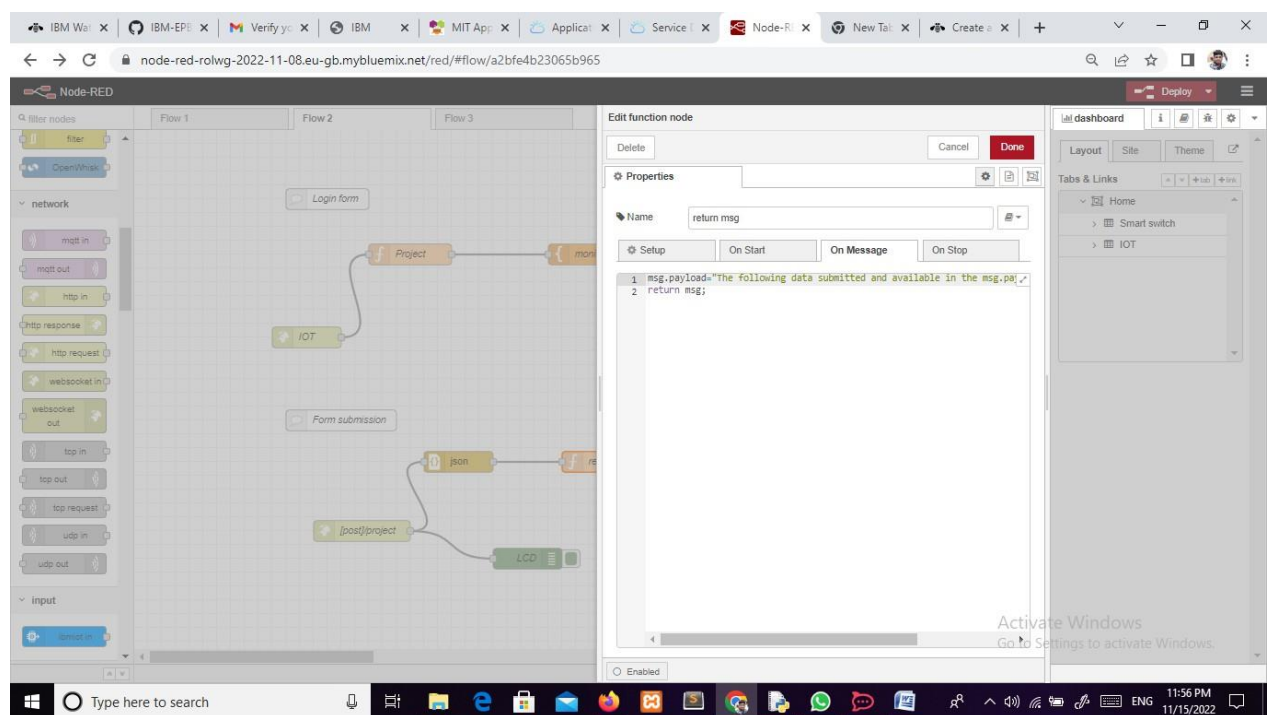 IBM Wat
IBM-EPB
Verify yo
IBM
MIT App
Applicat
Service D
Node-R
New Tab
Create a
node-red-rolwg-2022-11-08.eu-gb.mybluemix.net/red/#flow/a2bfe4b23065b965
Node-RED
Deploy
filter nodes
Flow 1
Flow 2
Flow 3
Edit function node
dashboard
filter
OpenWhisk
network
mqtt in
mqtt out
http in
http response
http request
websocket in
websocket
out
tcp in
tcp out
tcp request
udp in
udp out
input
ibmiot in
Login form
Project
IOT
Form submission
json
re
[post]/project
LCD
Delete
Cancel
Done
Properties
Name
return msg
Setup
On Start
On Message
On Stop
1 msg.payload="The following data submitted and available in the msg.pa
2 return msg;
Enabled
Layout
Site
Theme
Tabs & Links
+tab
+link
Home
Smart switch
IOT
Activate Windows
Go to Settings to activate Windows.
Type here to search
ENG
11:56 PM
11/15/2022